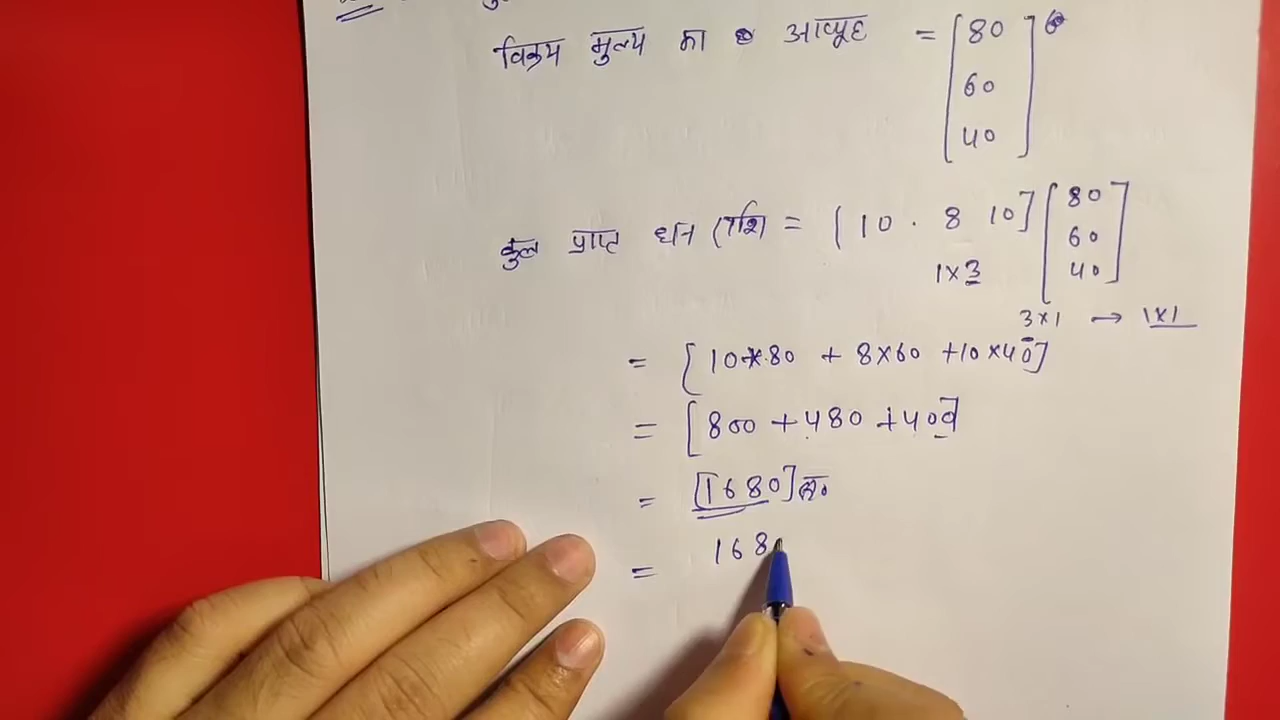 विक्रय मुल्य का आव्यूह = [80
60
40]
कुल प्राप्त धन राशि = [10 . 8 10] [80
60
40]
1×3
3×1 → 1×1
= [10×80 + 8×60 + 10×40]
= [800 + 480 + 400]
= [1680] रू०
= 168